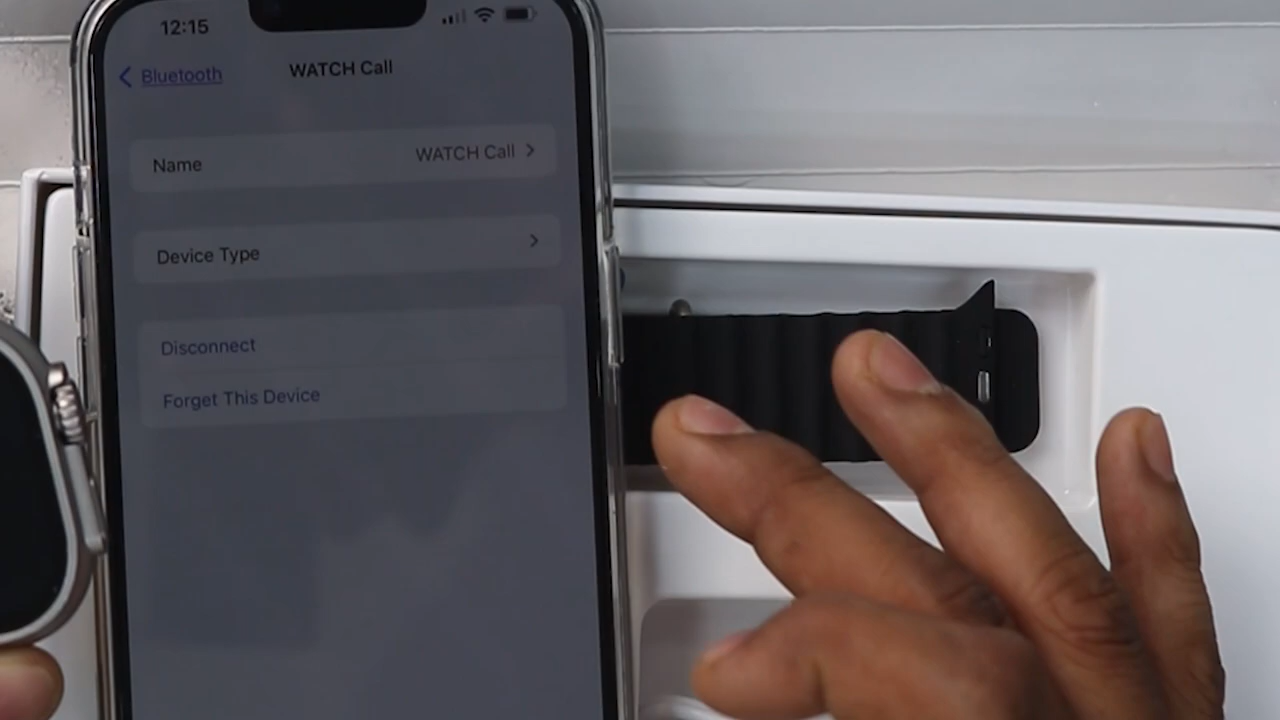 12:15
Bluetooth
WATCH Call
Name
WATCH Call
Device Type
Disconnect
Forget This Device